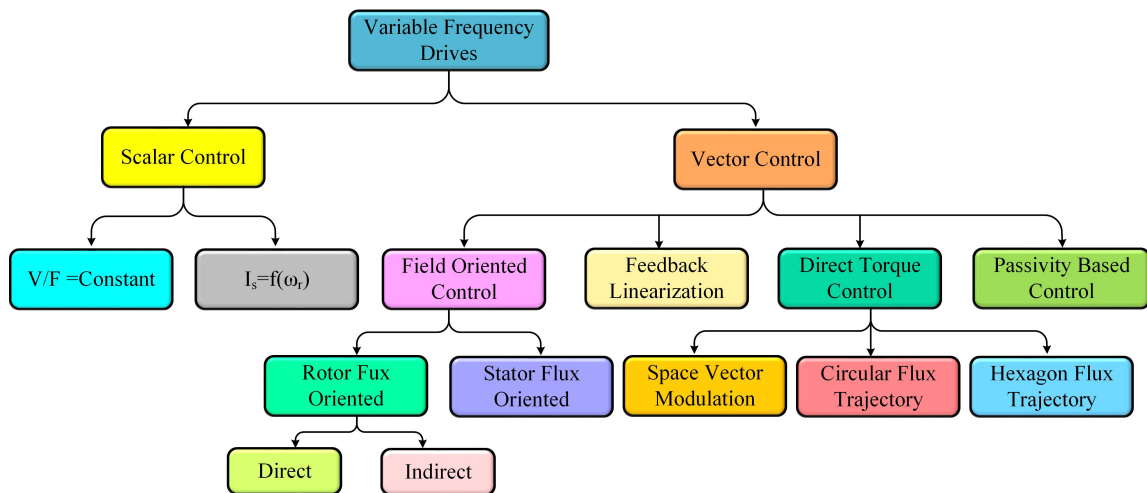 Variable Frequency
Drives
Scalar Control
Vector Control
V/F =Constant
Iₛ=f(ωᵣ)
Field Oriented
Control
Feedback
Linearization
Direct Torque
Control
Passivity Based
Control
Rotor Fux
Oriented
Stator Flux
Oriented
Space Vector
Modulation
Circular Flux
Trajectory
Hexagon Flux
Trajectory
Direct
Indirect